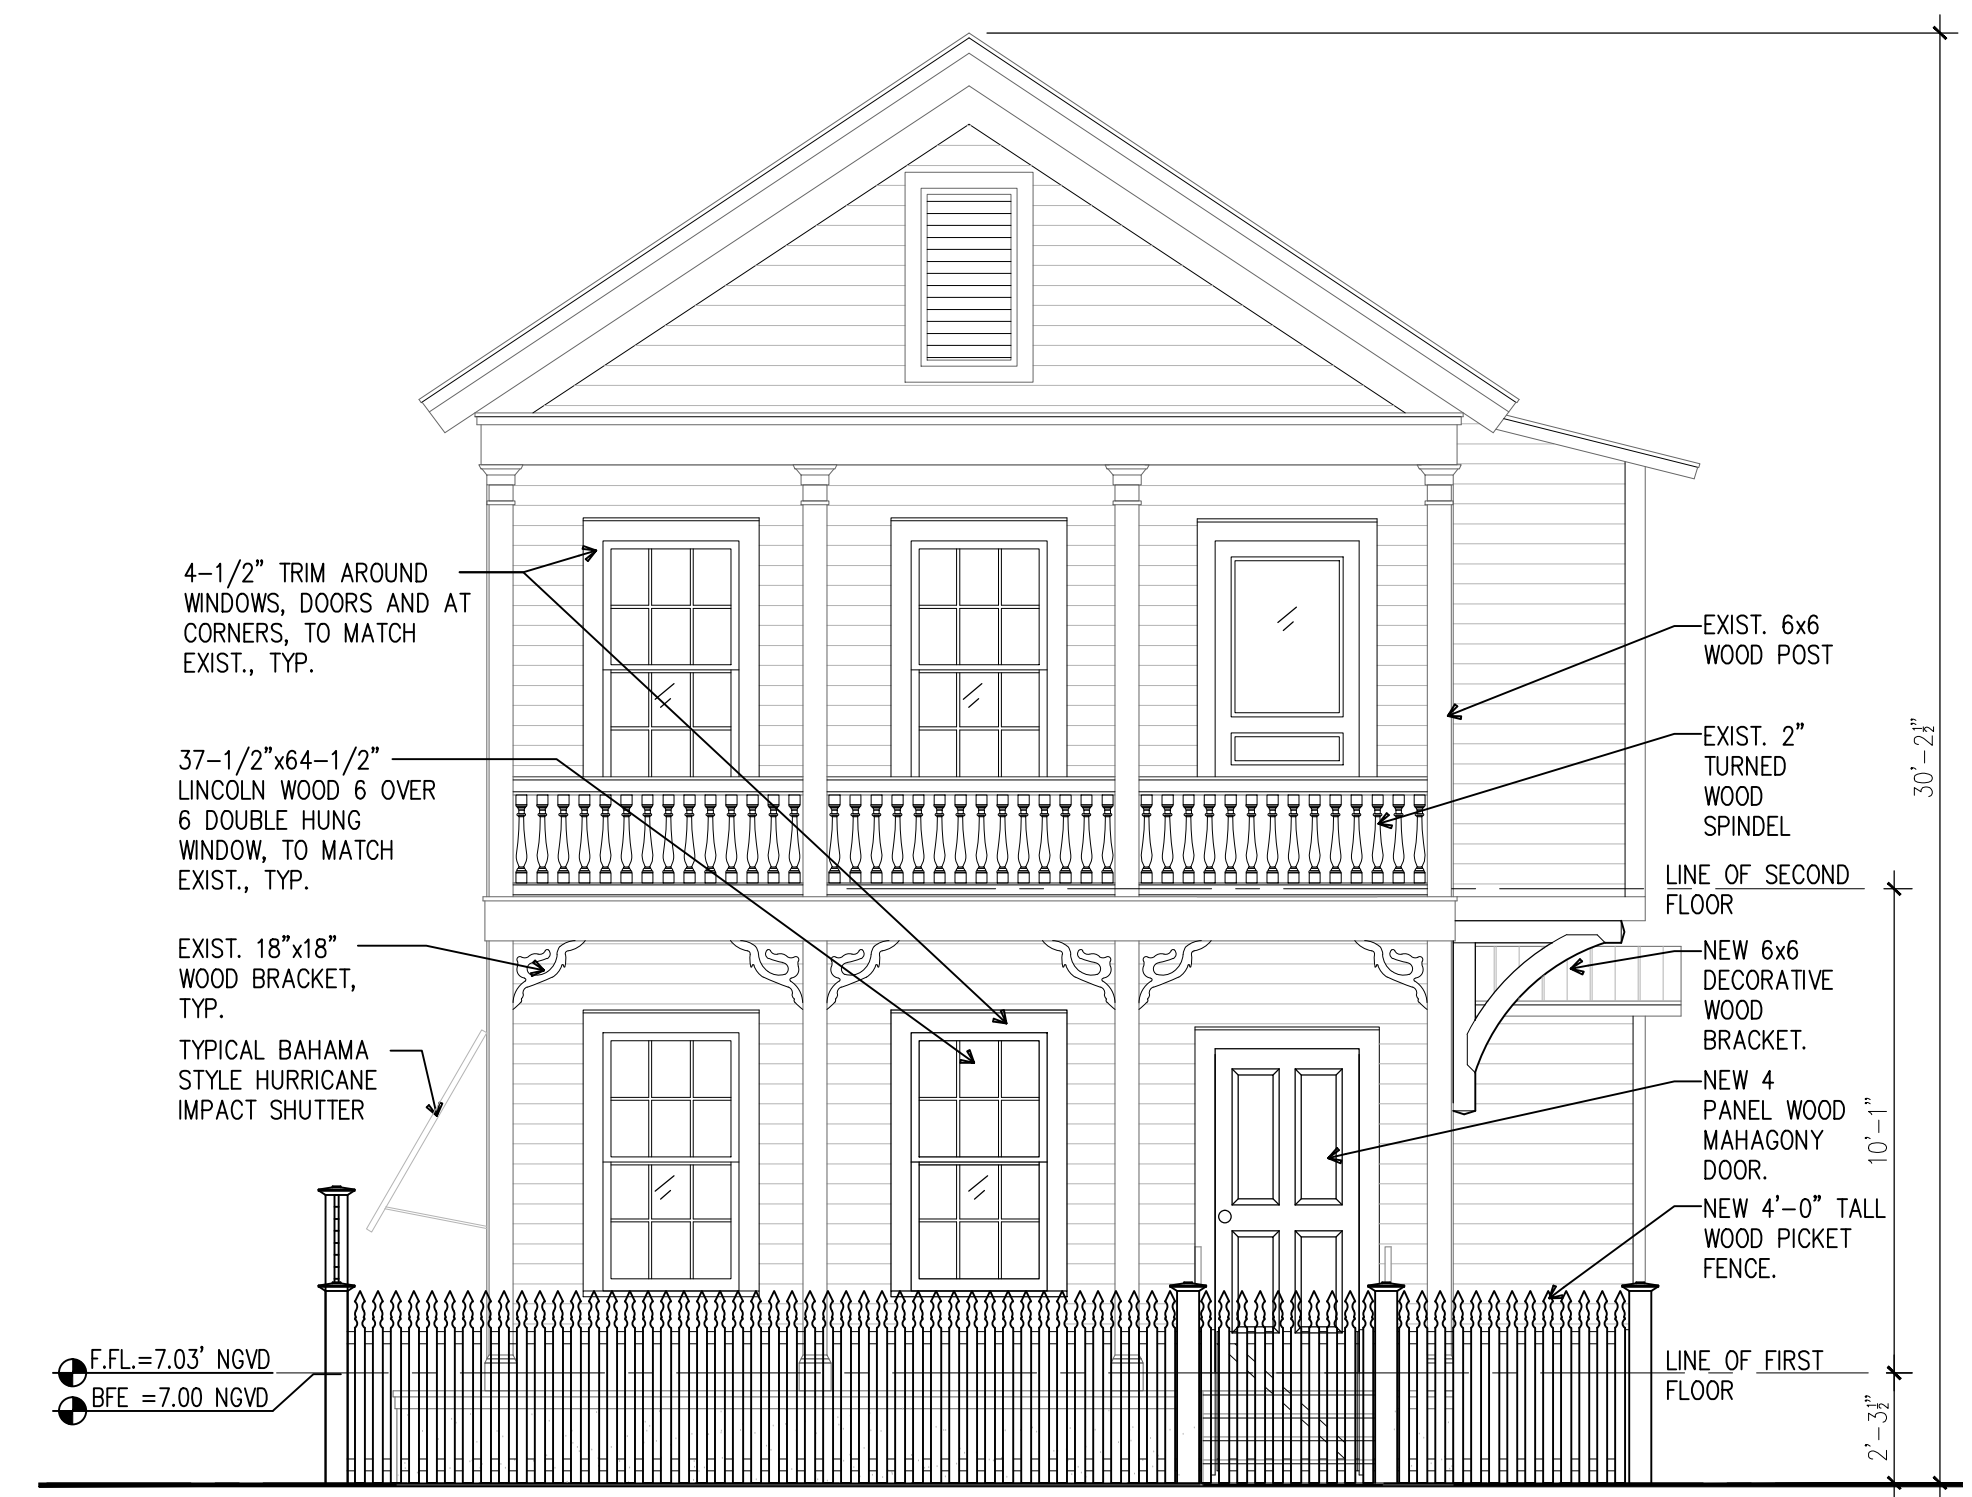 4-1/2" TRIM AROUND
WINDOWS, DOORS AND AT
CORNERS, TO MATCH
EXIST., TYP.
37-1/2"x64-1/2"
LINCOLN WOOD 6 OVER
6 DOUBLE HUNG
WINDOW, TO MATCH
EXIST., TYP.
EXIST. 18"x18"
WOOD BRACKET,
TYP.
TYPICAL BAHAMA
STYLE HURRICANE
IMPACT SHUTTER
F.FL.=7.03' NGVD
BFE =7.00 NGVD
EXIST. 6x6
WOOD POST
EXIST. 2"
TURNED
WOOD
SPINDEL
LINE OF SECOND
FLOOR
NEW 6x6
DECORATIVE
WOOD
BRACKET.
NEW 4
PANEL WOOD
MAHAGONY
DOOR.
NEW 4'-0" TALL
WOOD PICKET
FENCE.
LINE OF FIRST
FLOOR
30'-2½"
10'-1"
2'-3½"